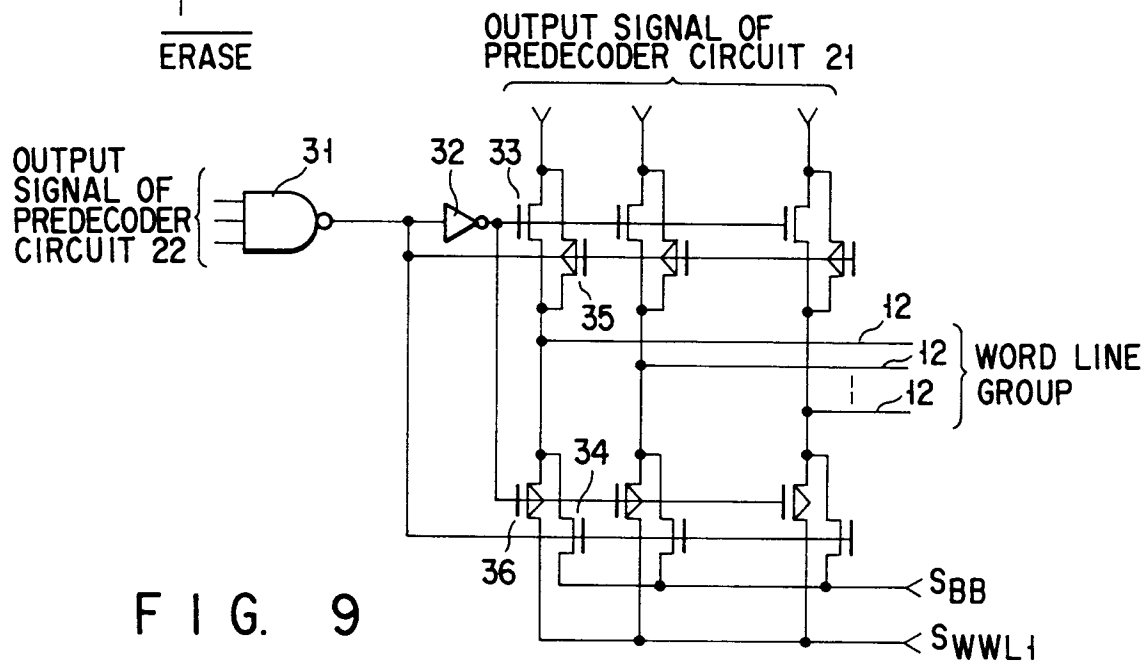 ERASE
OUTPUT SIGNAL OF
PREDECODER CIRCUIT 21
OUTPUT
SIGNAL OF
PREDECODER
CIRCUIT 22
31
32
33
35
12
12
12
WORD LINE
GROUP
34
36
SBB
SWWL1
FIG. 9